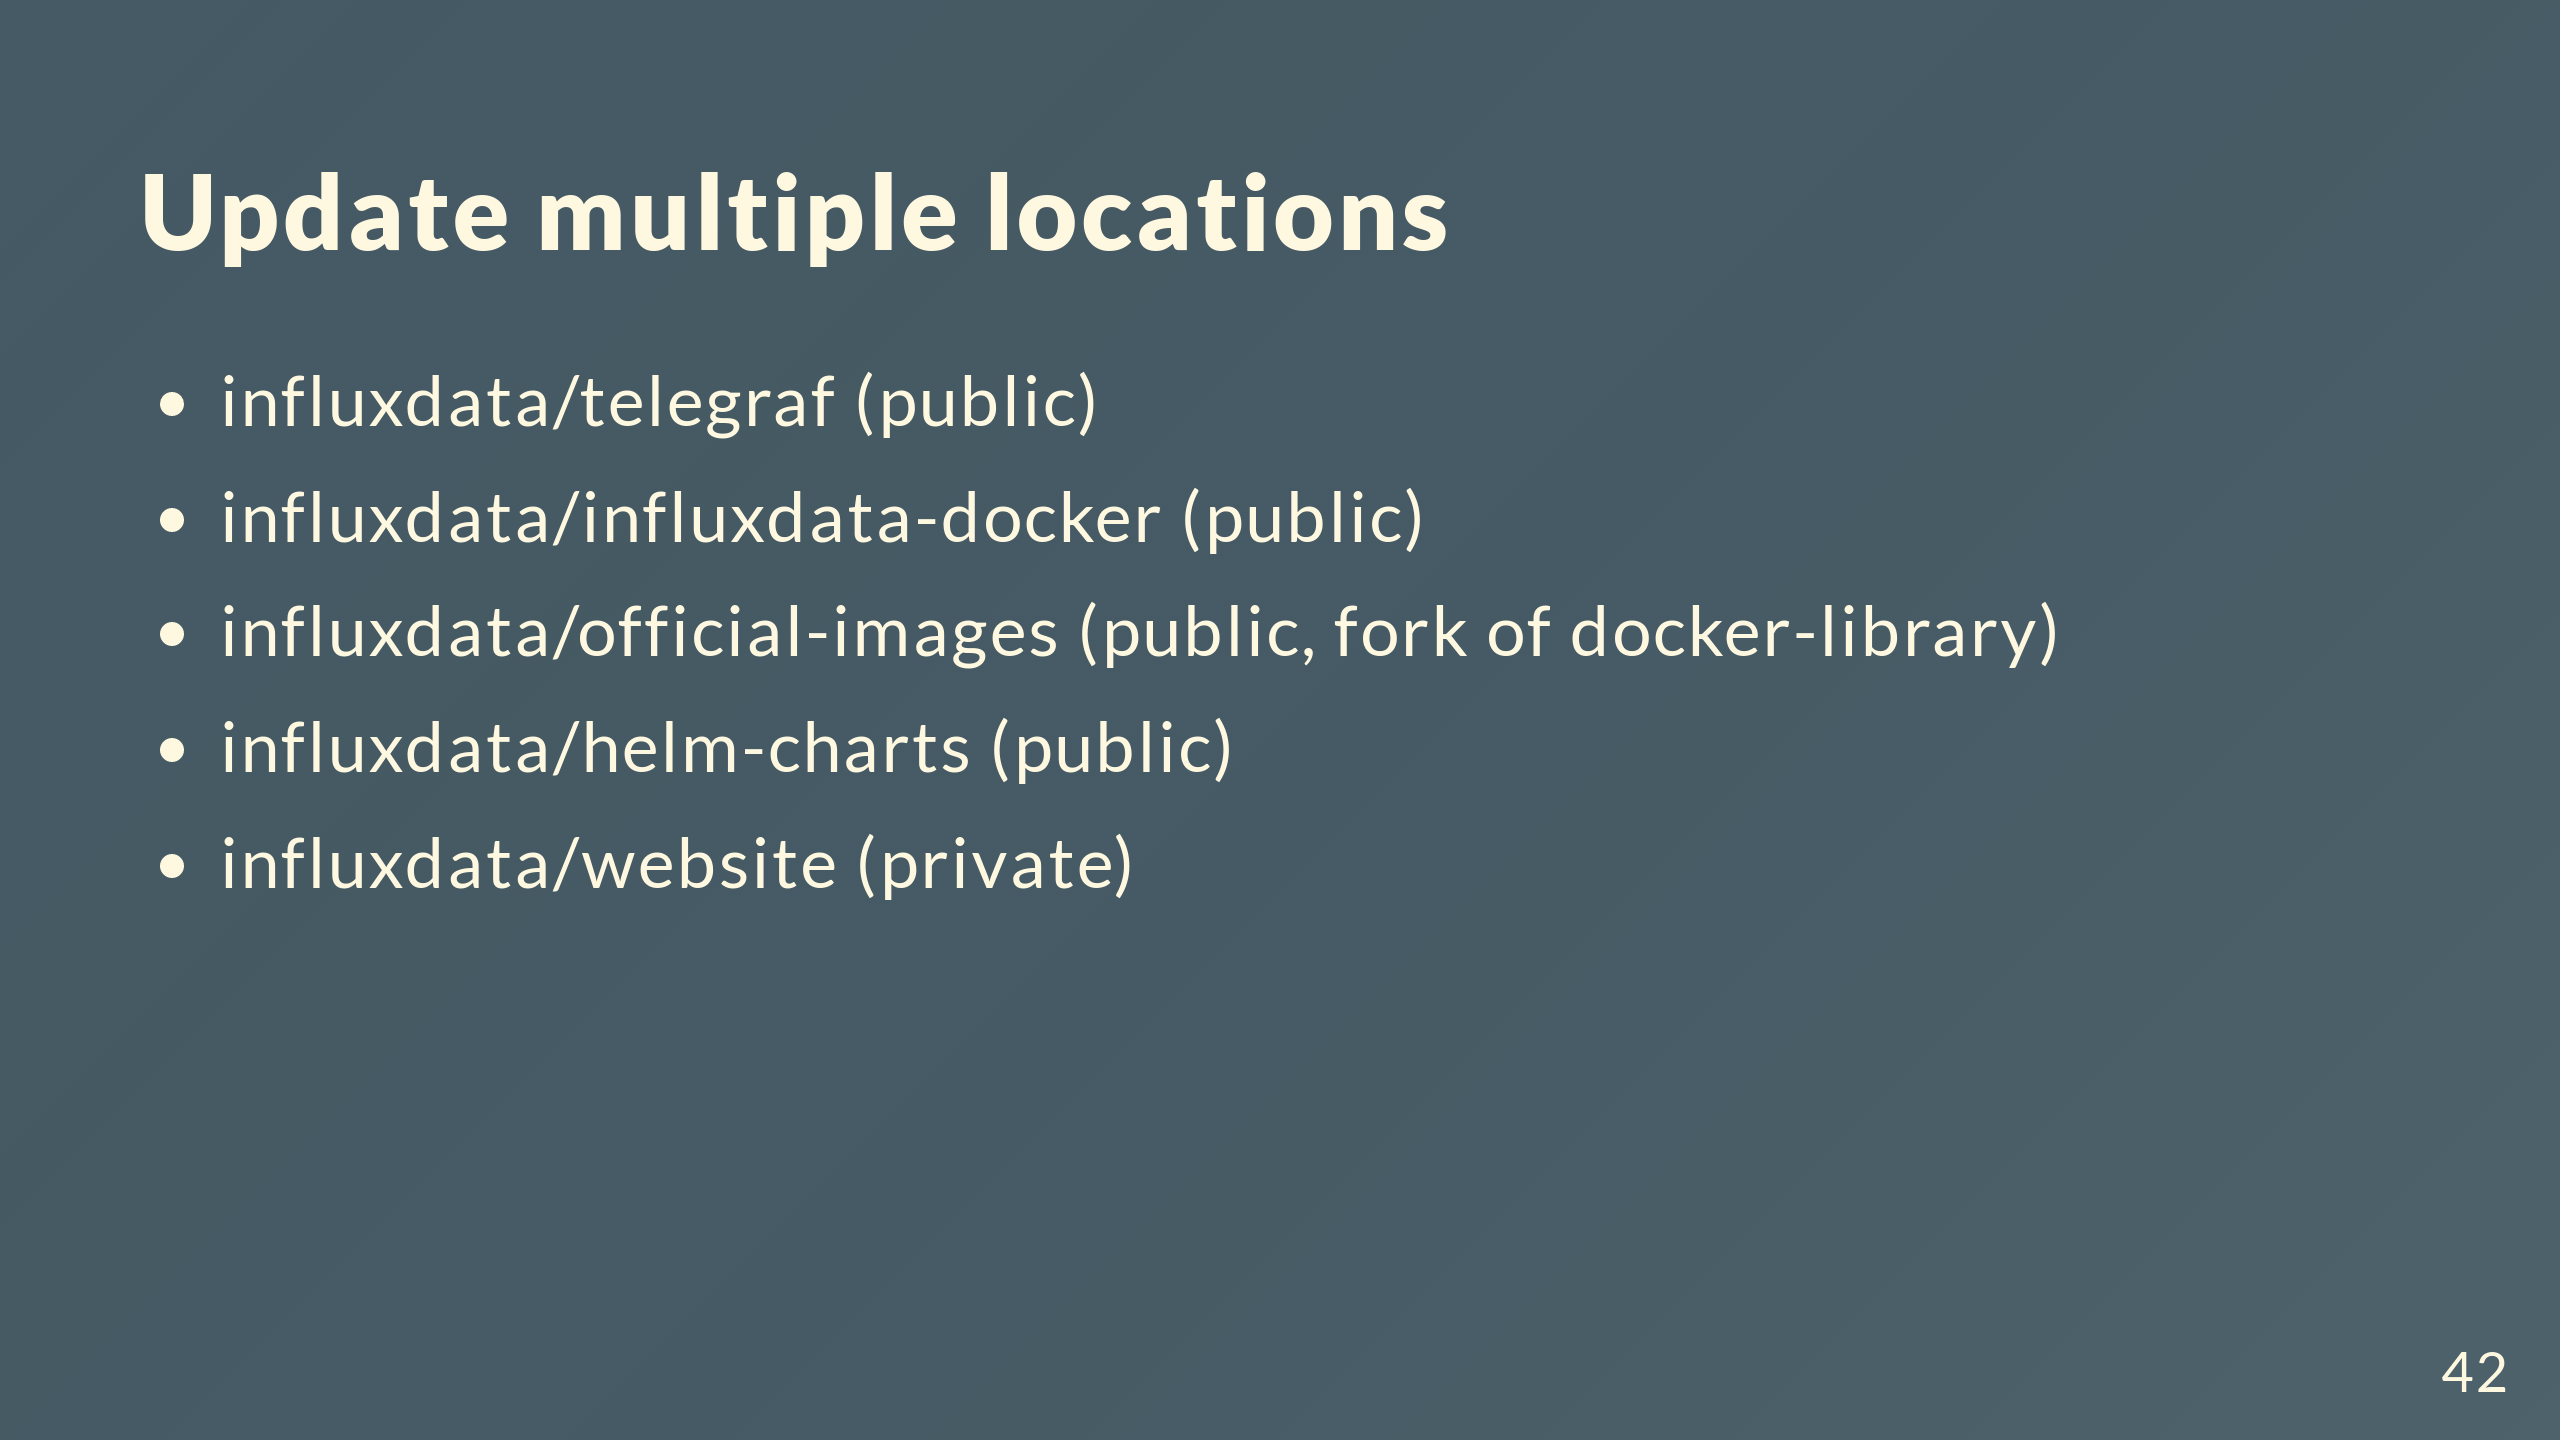 Update multiple locations
• influxdata/telegraf (public)
• influxdata/influxdata-docker (public)
• influxdata/official-images (public, fork of docker-library)
• influxdata/helm-charts (public)
• influxdata/website (private)
42